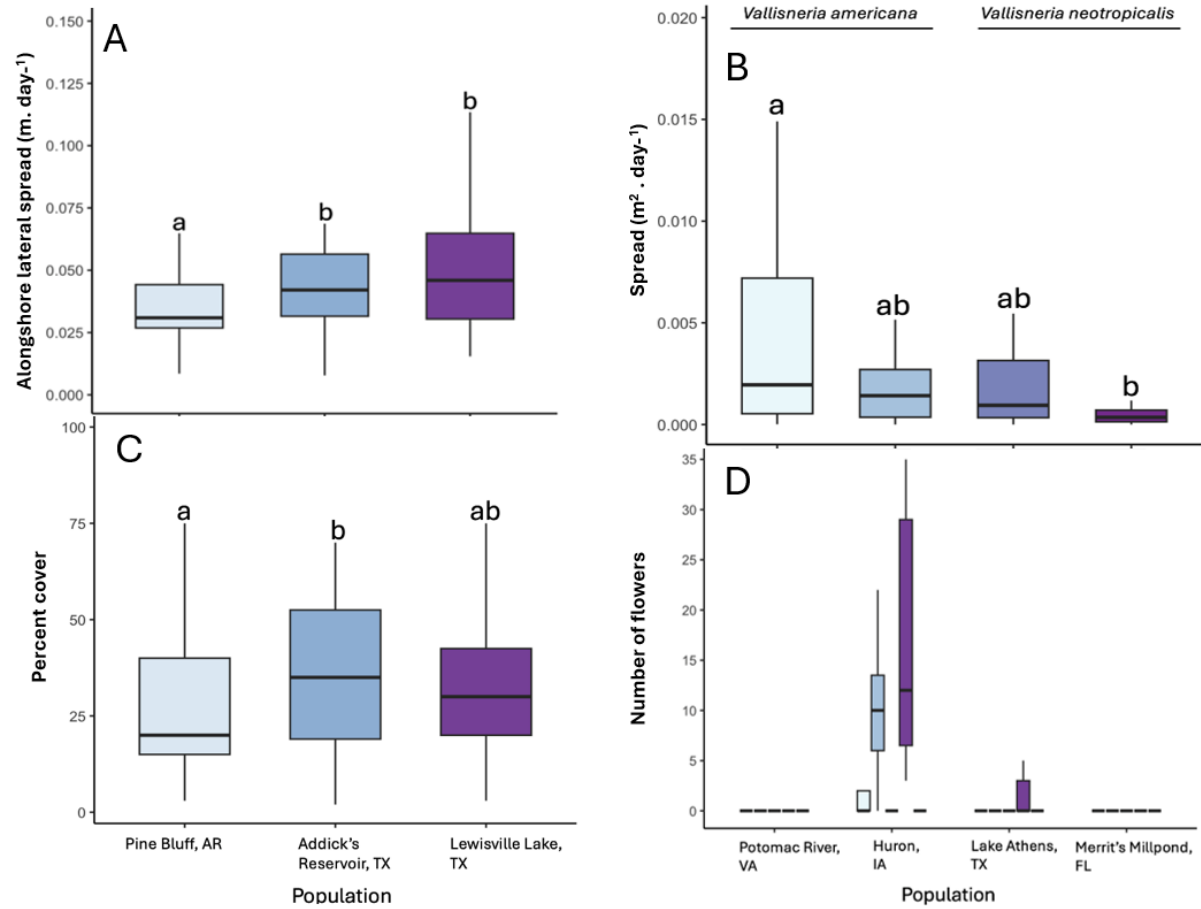 A
Alongshore lateral spread (m. day-¹)
0.150
0.125
0.100
0.075
0.050
0.025
0.000
a
b
b
Vallisneria americana
Vallisneria neotropicalis
B
Spread (m² . day-¹)
0.020
0.015
0.010
0.005
0.000
a
ab
ab
b
C
Percent cover
100
75
50
25
0
a
b
ab
Pine Bluff, AR
Addick's
Reservoir, TX
Lewisville Lake,
TX
Population
D
Number of flowers
35
30
25
20
15
10
5
0
Potomac River,
VA
Huron,
IA
Lake Athens,
TX
Merrit's Millpond,
FL
Population